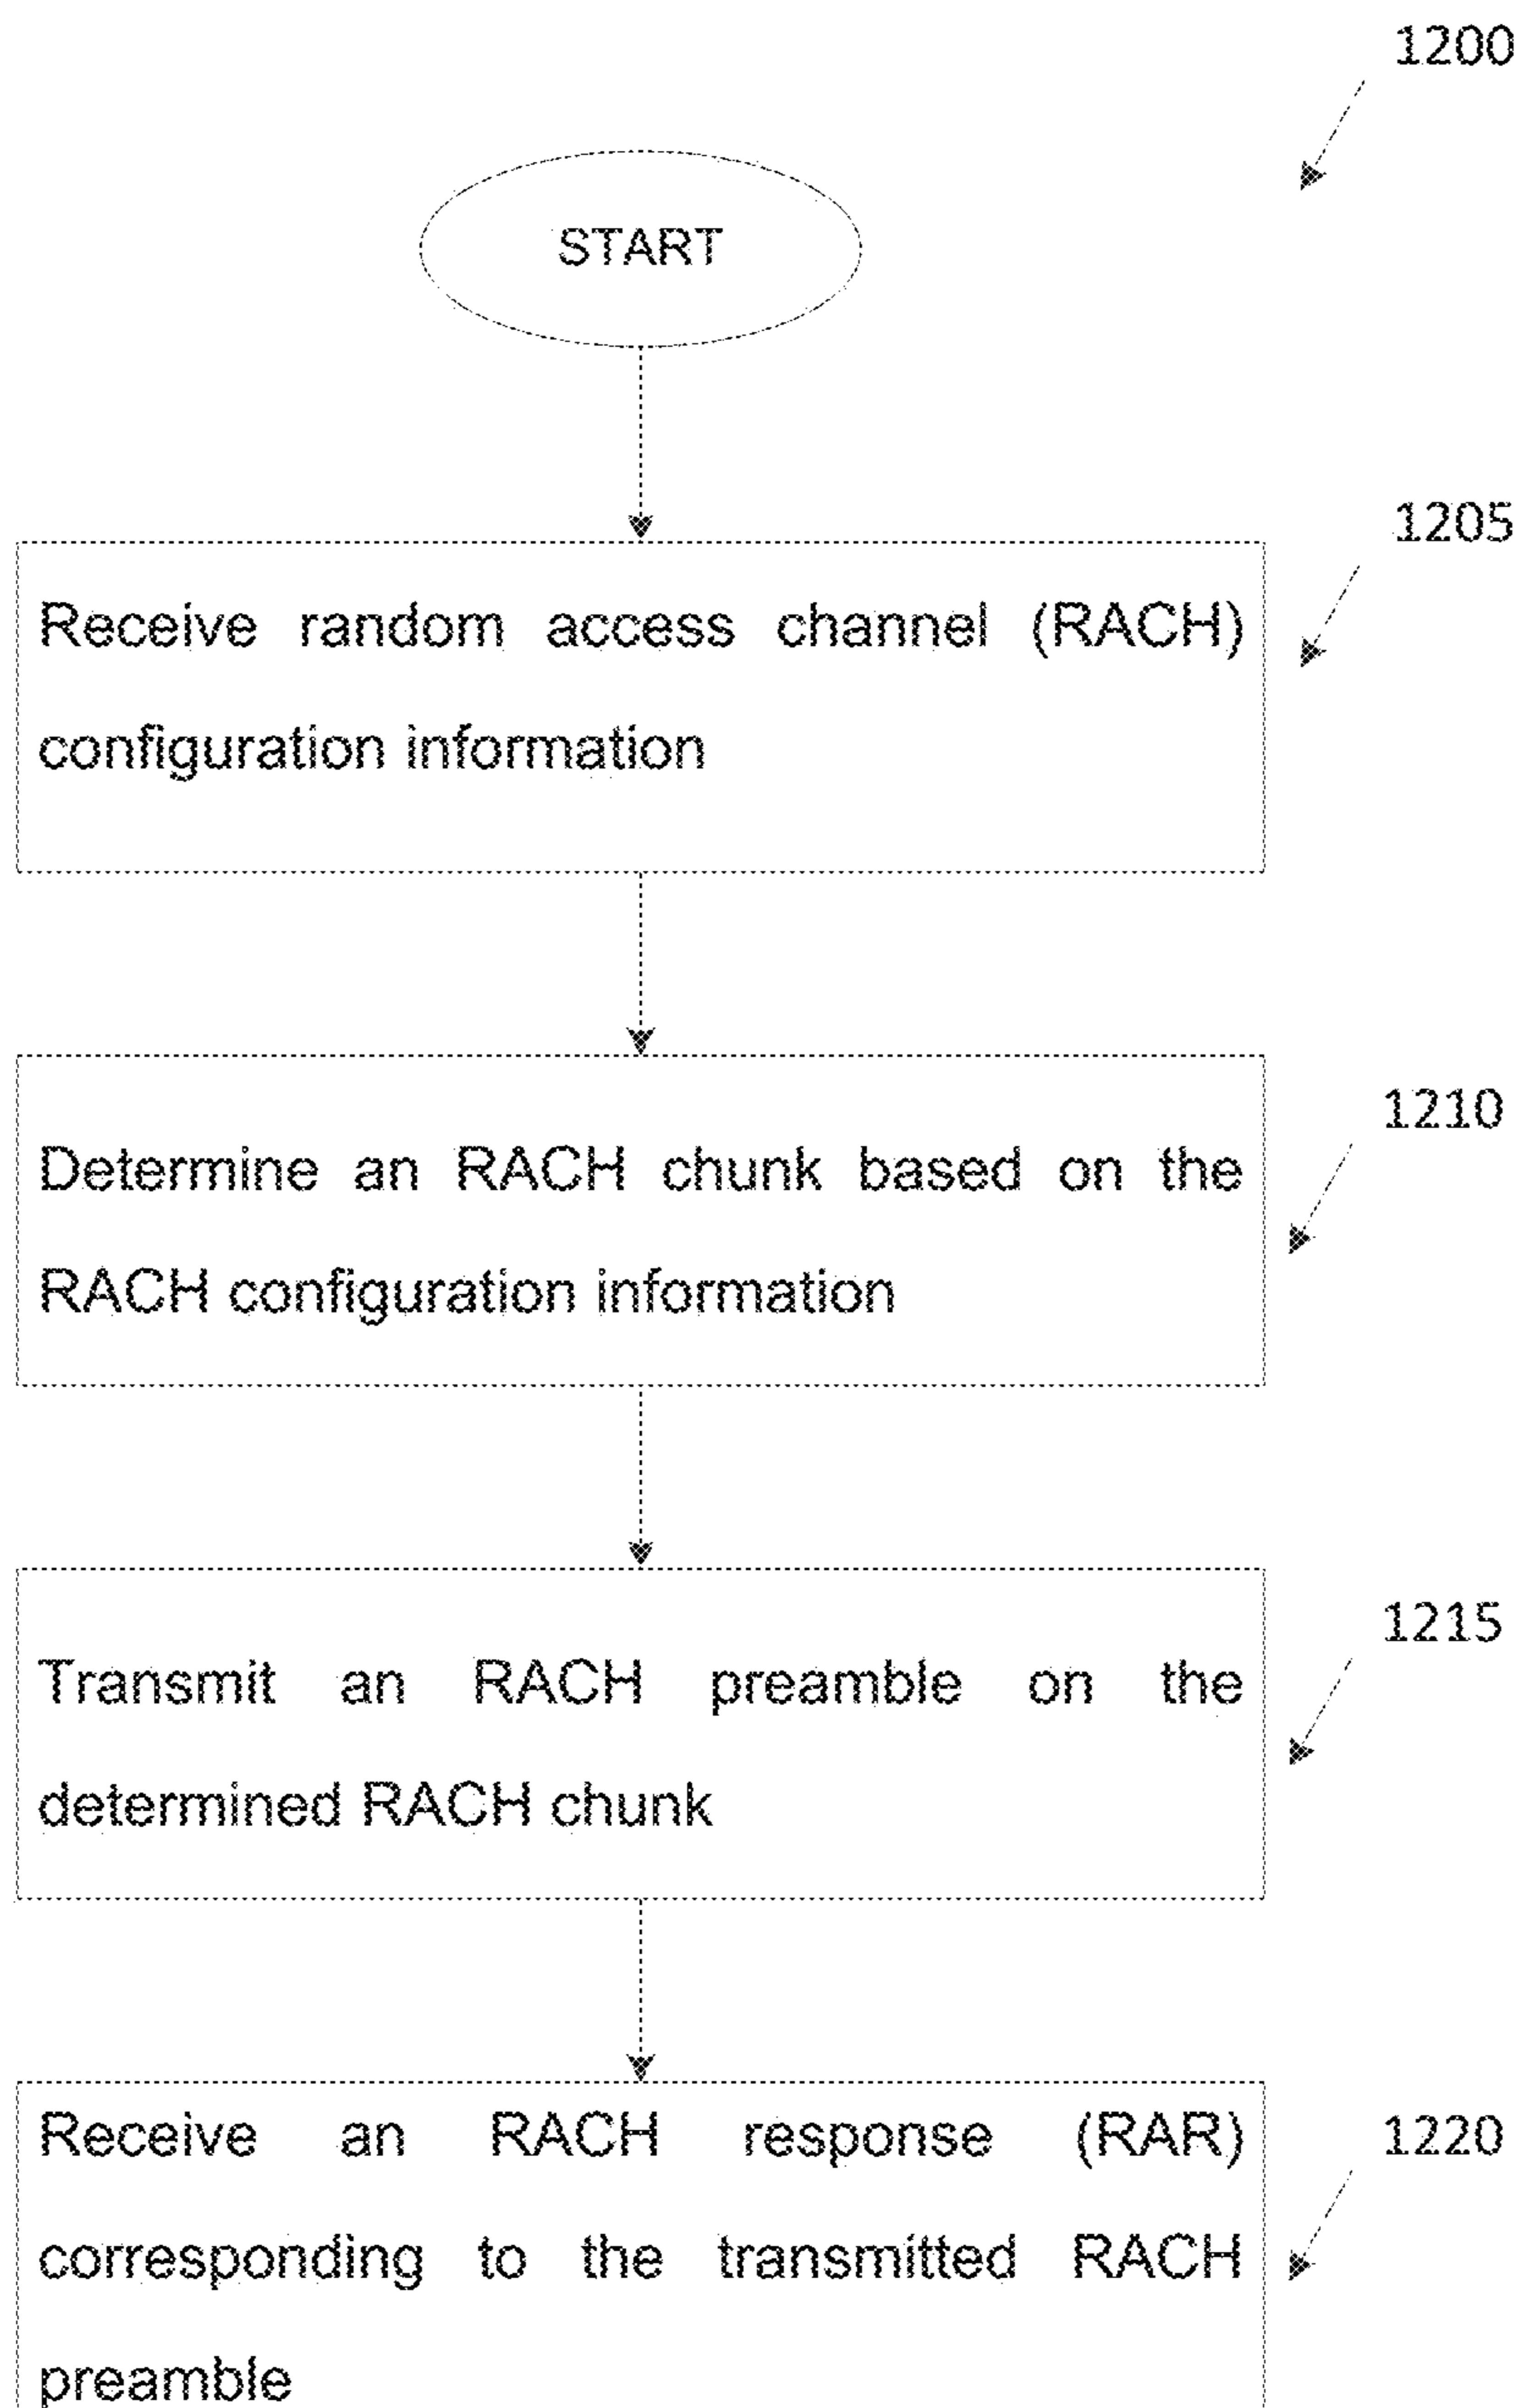 1200
START
1205
Receive random access channel (RACH)
configuration information
1210
Determine an RACH chunk based on the
RACH configuration information
1215
Transmit an RACH preamble on the
determined RACH chunk
1220
Receive an RACH response (RAR)
corresponding to the transmitted RACH
preamble